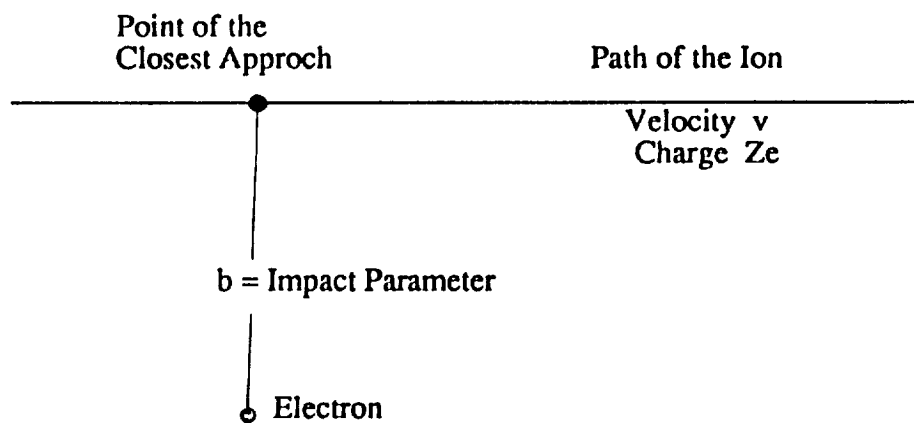 Point of the
Closest Approch
Path of the Ion
Velocity v
Charge Ze
b = Impact Parameter
Electron